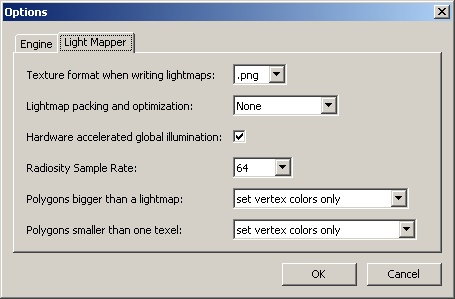 Options
Engine
Light Mapper
Texture format when writing lightmaps: .png
Lightmap packing and optimization: None
Hardware accelerated global illumination:
Radiosity Sample Rate: 64
Polygons bigger than a lightmap: set vertex colors only
Polygons smaller than one texel: set vertex colors only
OK
Cancel